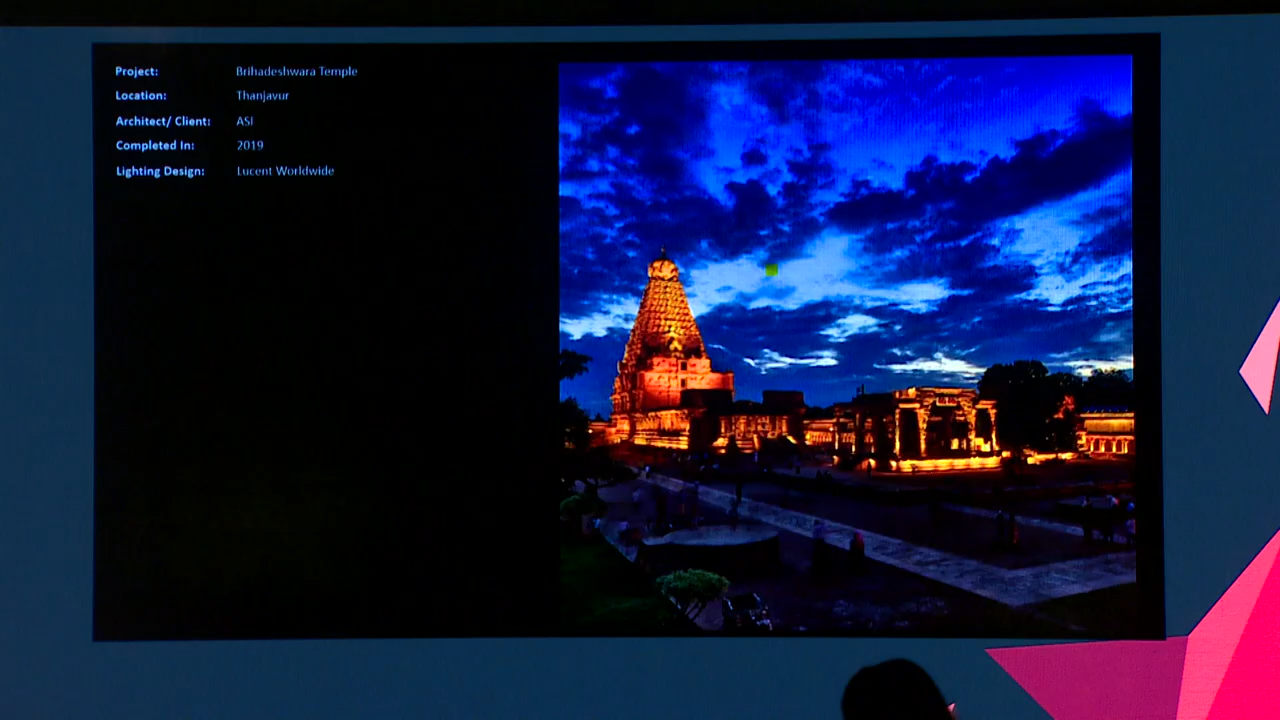 Project: Brihadeshwara Temple
Location: Thanjavur
Architect/ Client: ASI
Completed In: 2019
Lighting Design: Lucent Worldwide